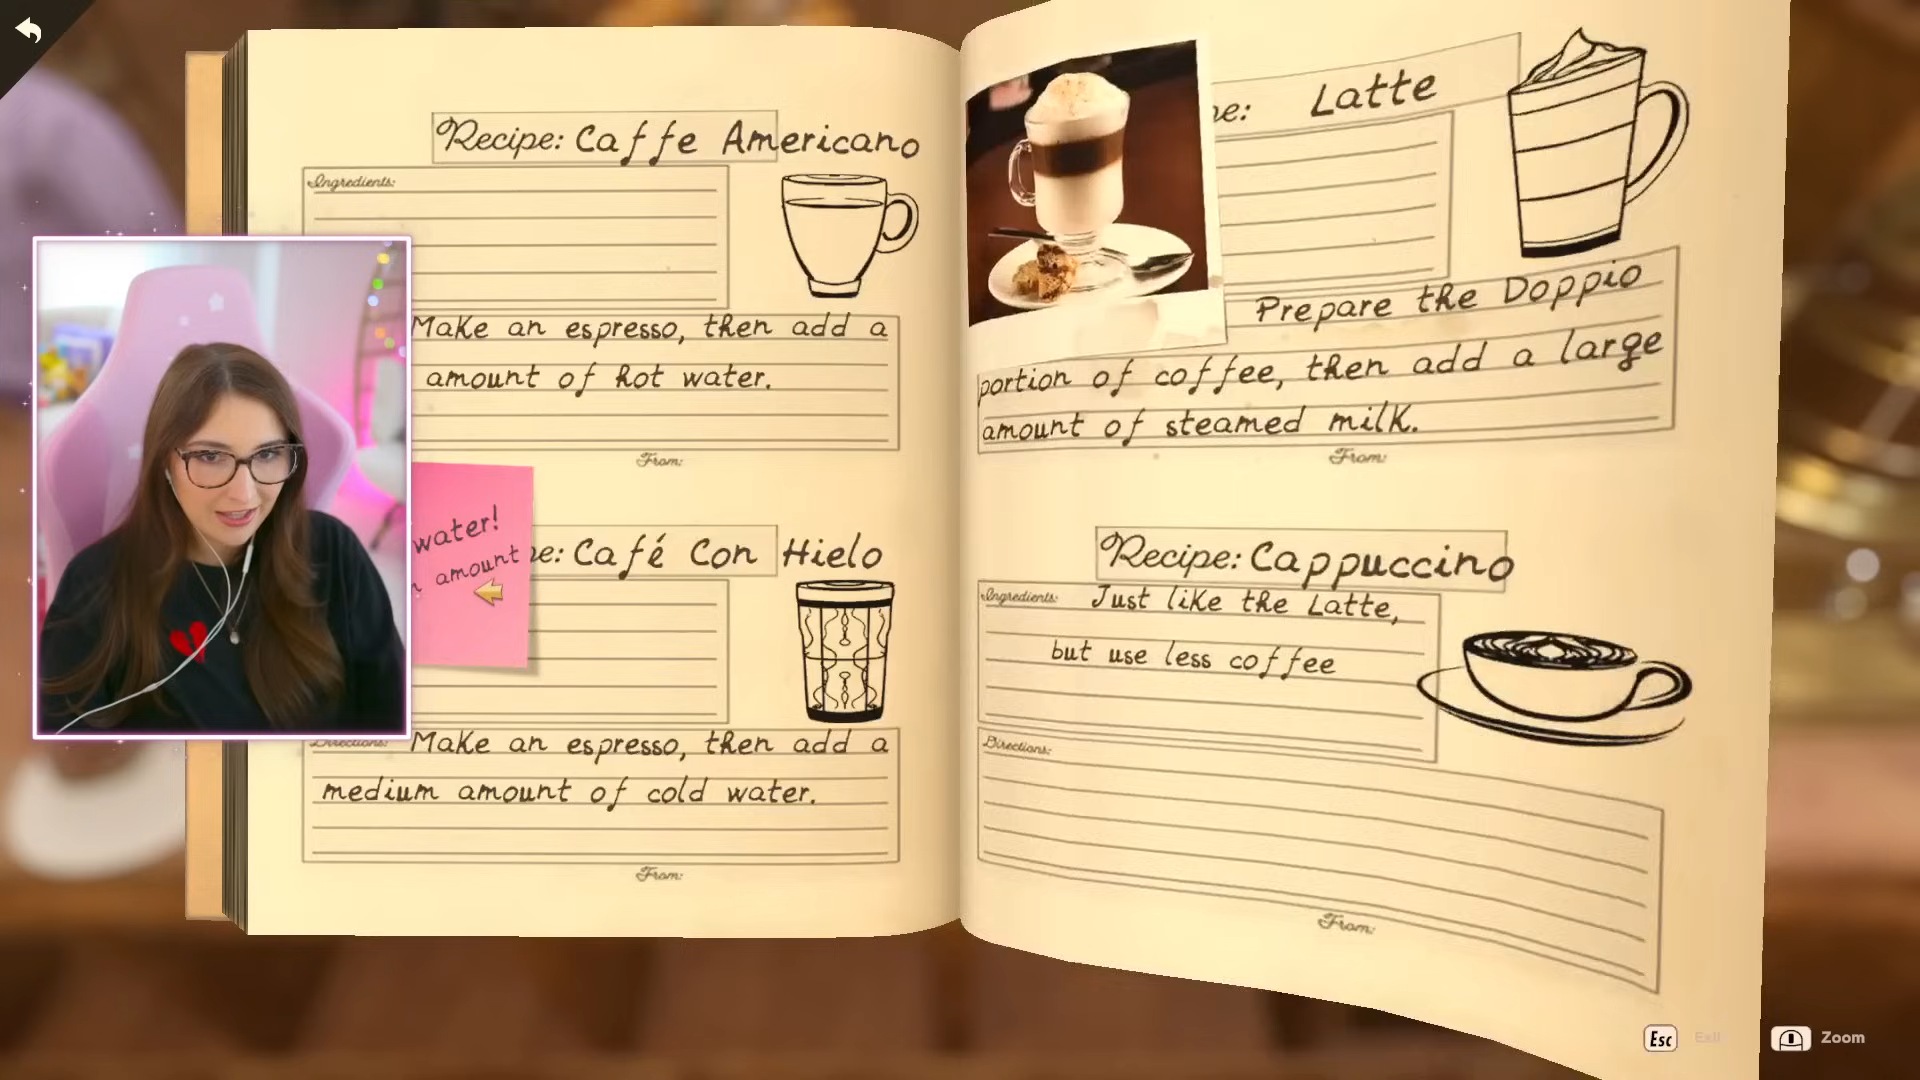 Recipe: Caffe Americano
Ingredients:
Make an espresso, then add a
amount of hot water.
From:
water!
amount
Café Con Hielo
Directions: Make an espresso, then add a
medium amount of cold water.
From:
Latte
Prepare the Doppio
portion of coffee, then add a large
amount of steamed milk.
From:
Recipe: Cappuccino
Ingredients: Just like the Latte,
but use less coffee
Directions:
From:
Esc Exit
Zoom